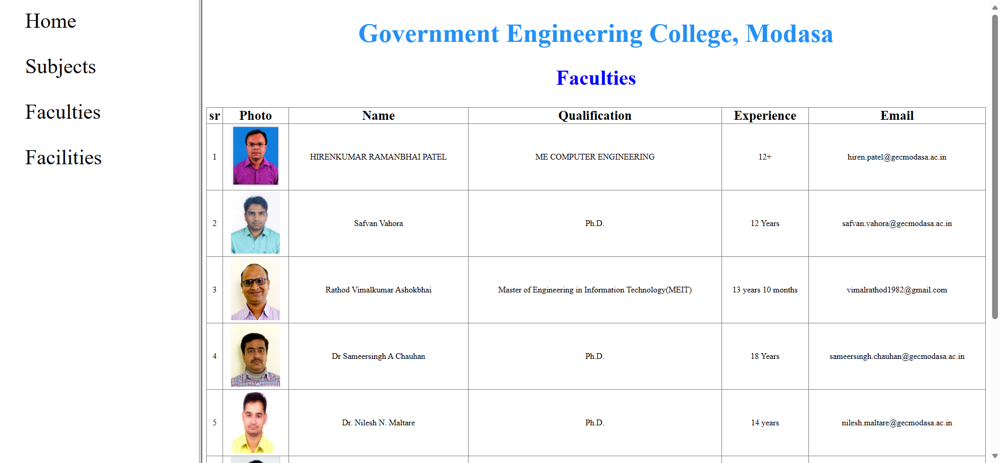 Home
Subjects
Faculties
Facilities
Government Engineering College, Modasa
Faculties
sr Photo Name Qualification Experience Email
1 HIRENKUMAR RAMANBHAI PATEL ME COMPUTER ENGINEERING 12+ hiren.patel@gecmodasa.ac.in
2 Safvan Vahora Ph.D. 12 Years safvan.vahora@gecmodasa.ac.in
3 Rathod Vimalkumar Ashokbhai Master of Engineering in Information Technology(MEIT) 13 years 10 months vimalrathod1982@gmail.com
4 Dr Sameersingh A Chauhan Ph.D. 18 Years sameersingh.chauhan@gecmodasa.ac.in
5 Dr. Nilesh N. Maltare Ph.D. 14 years nilesh.maltare@gecmodasa.ac.in